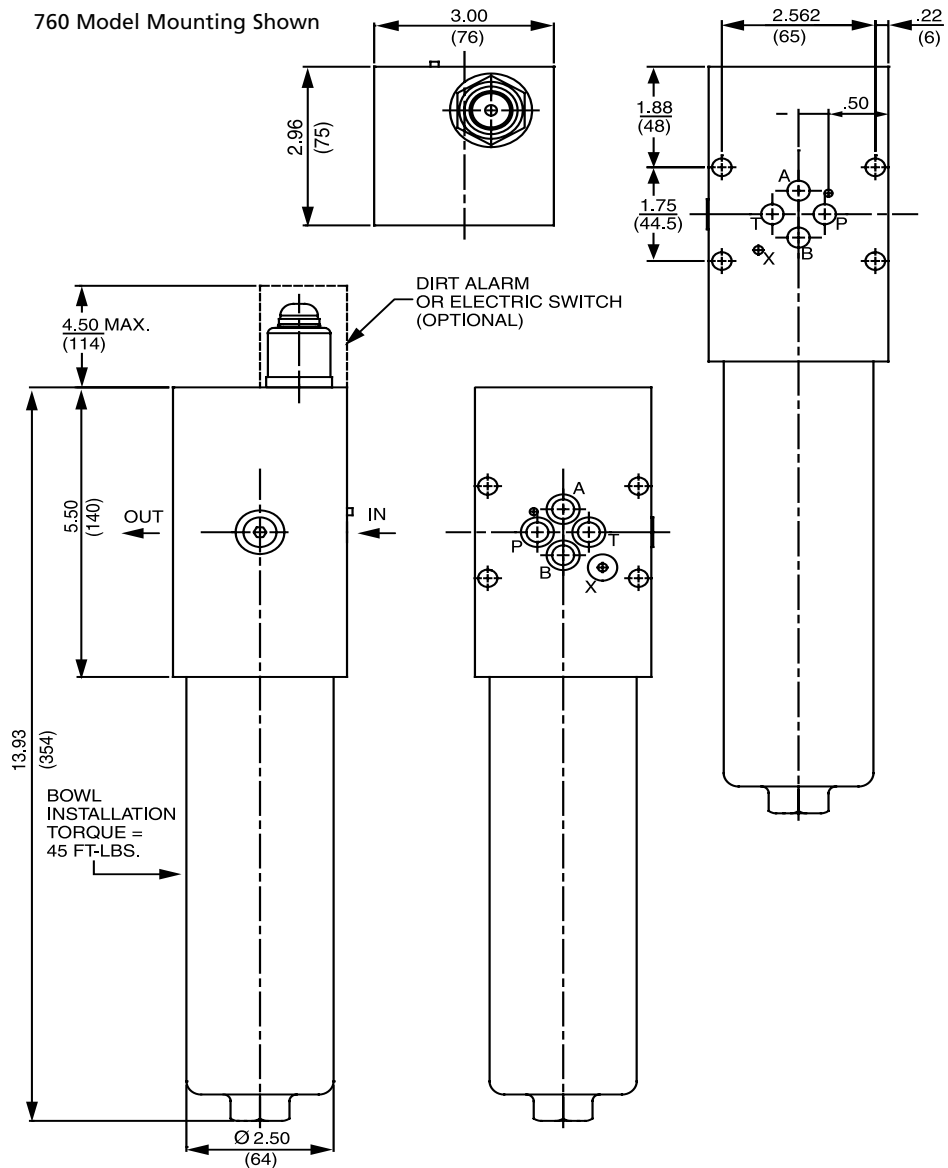 760 Model Mounting Shown
3.00
(76)
2.96
(75)
2.562
(65)
.22
(6)
1.88
(48)
.50
1.75
(44.5)
A
T
P
B
X
4.50 MAX.
(114)
DIRT ALARM
OR ELECTRIC SWITCH
(OPTIONAL)
5.50
(140)
OUT
IN
A
P
T
B
X
13.93
(354)
BOWL
INSTALLATION
TORQUE =
45 FT-LBS.
Ø 2.50
(64)